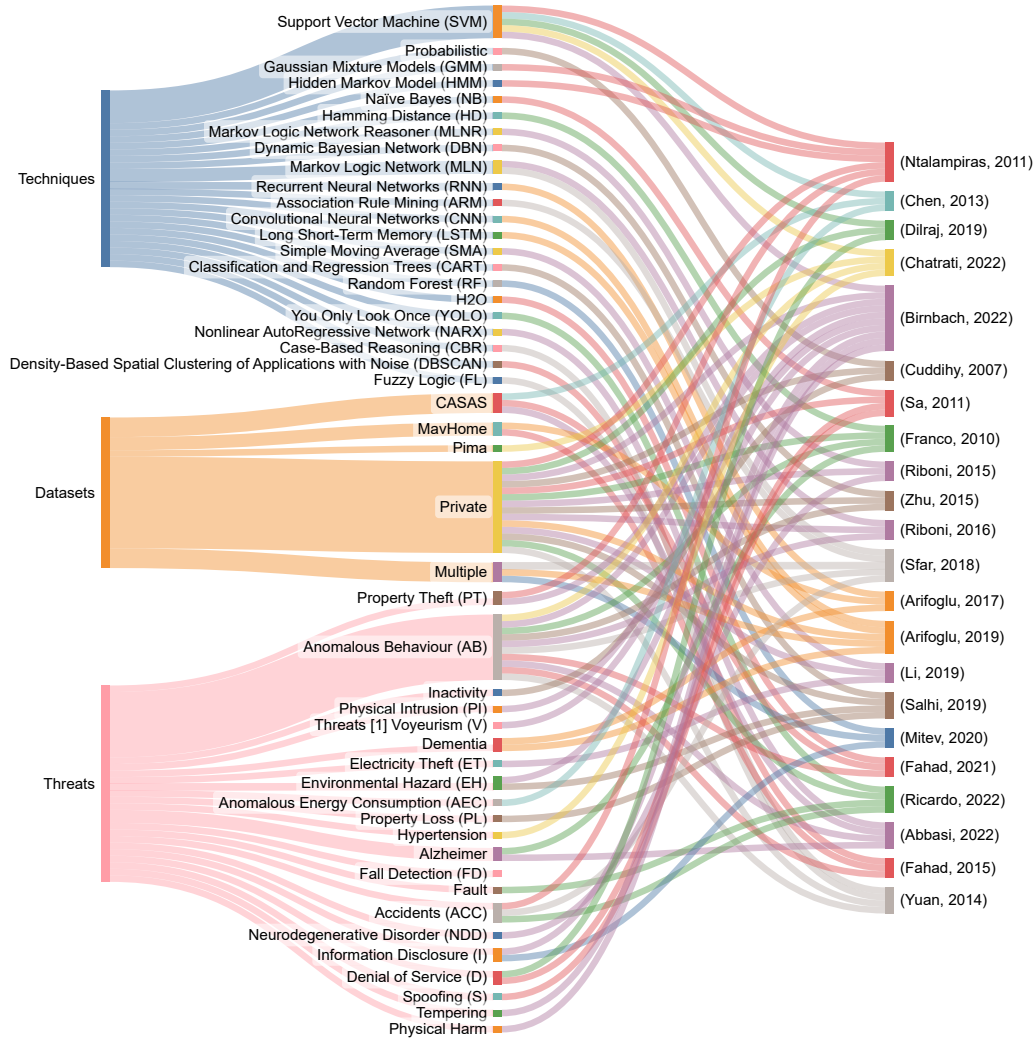 Techniques
Datasets
Threats
Support Vector Machine (SVM)
Probabilistic
Gaussian Mixture Models (GMM)
Hidden Markov Model (HMM)
Naïve Bayes (NB)
Hamming Distance (HD)
Markov Logic Network Reasoner (MLNR)
Dynamic Bayesian Network (DBN)
Markov Logic Network (MLN)
Recurrent Neural Networks (RNN)
Association Rule Mining (ARM)
Convolutional Neural Networks (CNN)
Long Short-Term Memory (LSTM)
Simple Moving Average (SMA)
Classification and Regression Trees (CART)
Random Forest (RF)
H2O
You Only Look Once (YOLO)
Nonlinear AutoRegressive Network (NARX)
Case-Based Reasoning (CBR)
Density-Based Spatial Clustering of Applications with Noise (DBSCAN)
Fuzzy Logic (FL)
CASAS
MavHome
Pima
Private
Multiple
Property Theft (PT)
Anomalous Behaviour (AB)
Inactivity
Physical Intrusion (PI)
Threats [1] Voyeurism (V)
Dementia
Electricity Theft (ET)
Environmental Hazard (EH)
Anomalous Energy Consumption (AEC)
Property Loss (PL)
Hypertension
Alzheimer
Fall Detection (FD)
Fault
Accidents (ACC)
Neurodegenerative Disorder (NDD)
Information Disclosure (I)
Denial of Service (D)
Spoofing (S)
Tempering
Physical Harm
(Ntalampiras, 2011)
(Chen, 2013)
(Dilraj, 2019)
(Chatrati, 2022)
(Birnbach, 2022)
(Cuddihy, 2007)
(Sa, 2011)
(Franco, 2010)
(Riboni, 2015)
(Zhu, 2015)
(Riboni, 2016)
(Sfar, 2018)
(Arifoglu, 2017)
(Arifoglu, 2019)
(Li, 2019)
(Salhi, 2019)
(Mitev, 2020)
(Fahad, 2021)
(Ricardo, 2022)
(Abbasi, 2022)
(Fahad, 2015)
(Yuan, 2014)